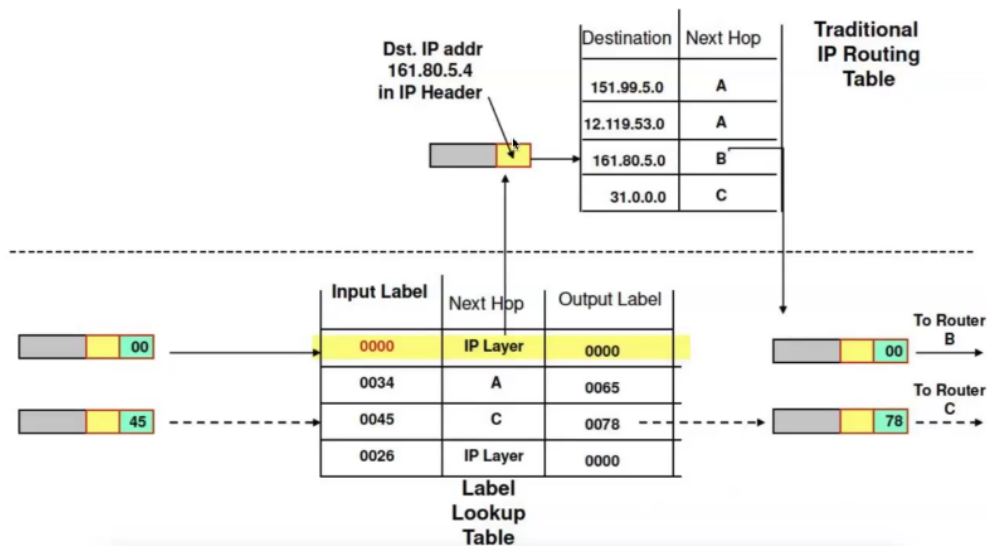 Dst. IP addr
161.80.5.4
in IP Header
Destination Next Hop
151.99.5.0 A
12.119.53.0 A
161.80.5.0 B
31.0.0.0 C
Traditional
IP Routing
Table
Input Label Next Hop Output Label
0000 IP Layer 0000
0034 A 0065
0045 C 0078
0026 IP Layer 0000
Label
Lookup
Table
00
45
00
To Router
B
78
To Router
C